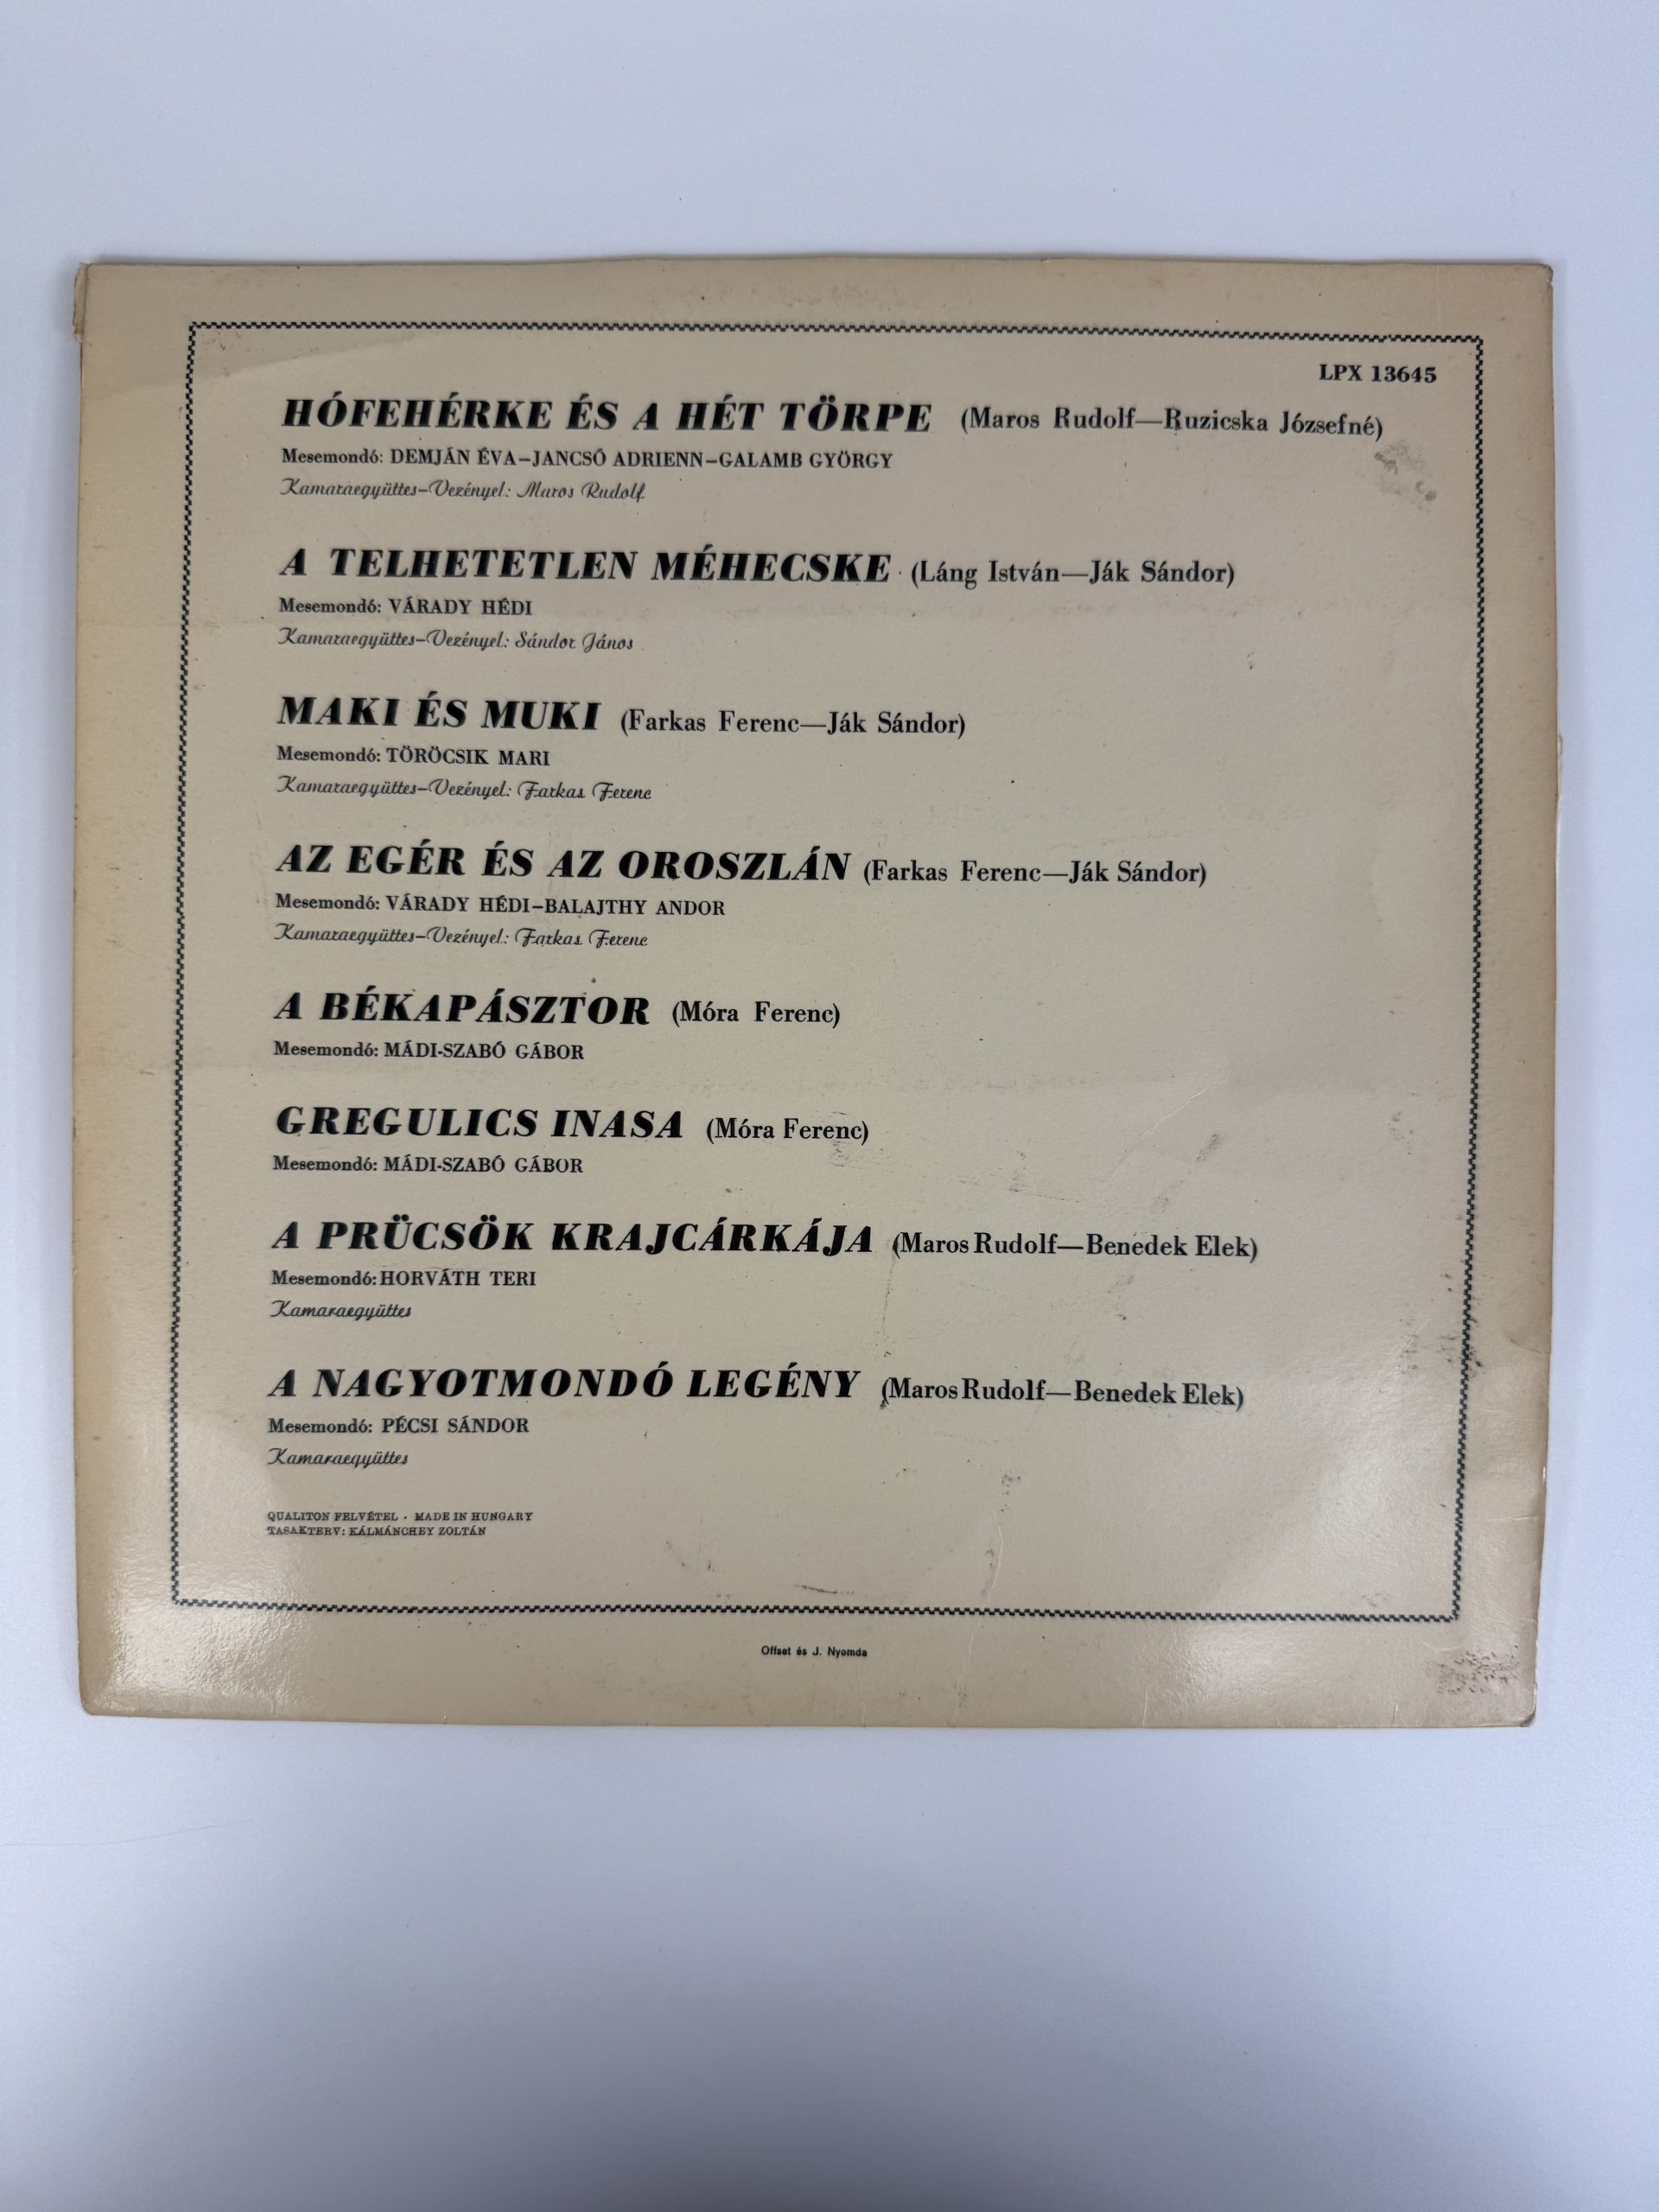 LPX 13645
HÓFEHÉRKE ÉS A HÉT TÖRPE (Maros Rudolf—Ruzicska Józsefné)
Mesemondó: DEMJÁN ÉVA–JANCSÓ ADRIENN–GALAMB GYÖRGY
Kamaraegyüttes–Vezényel: Maros Rudolf
A TELHETETLEN MÉHECSKE (Láng István—Ják Sándor)
Mesemondó: VÁRADY HÉDI
Kamaraegyüttes–Vezényel: Sándor János
MAKI ÉS MUKI (Farkas Ferenc—Ják Sándor)
Mesemondó: TÖRÖCSIK MARI
Kamaraegyüttes–Vezényel: Farkas Ferenc
AZ EGÉR ÉS AZ OROSZLÁN (Farkas Ferenc—Ják Sándor)
Mesemondó: VÁRADY HÉDI–BALAJTHY ANDOR
Kamaraegyüttes–Vezényel: Farkas Ferenc
A BÉKAPÁSZTOR (Móra Ferenc)
Mesemondó: MÁDI-SZABÓ GÁBOR
GREGULICS INASA (Móra Ferenc)
Mesemondó: MÁDI-SZABÓ GÁBOR
A PRÜCSÖK KRAJCÁRKÁJA (Maros Rudolf—Benedek Elek)
Mesemondó: HORVÁTH TERI
Kamaraegyüttes
A NAGYOTMONDÓ LEGÉNY (Maros Rudolf—Benedek Elek)
Mesemondó: PÉCSI SÁNDOR
Kamaraegyüttes
QUALITON FELVÉTEL · MADE IN HUNGARY
TASAKTERV: KÁLMÁNCHEY ZOLTÁN
Offset és J. Nyomda